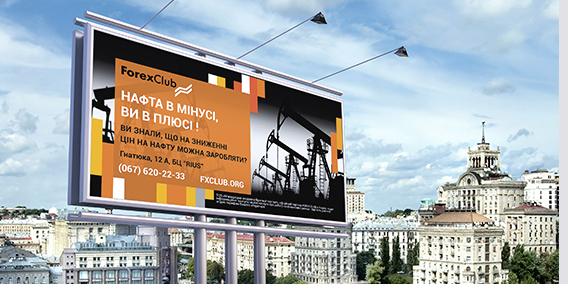 ForexClub
НАФТА В МІНУСІ,
ВИ В ПЛЮСІ !
ВИ ЗНАЛИ, ЩО НА ЗНИЖЕННІ
ЦІН НА НАФТУ МОЖНА ЗАРОБЛЯТИ?
Гнатюка, 12 А, БЦ "RIUS"
(067) 620-22-33
FXCLUB.ORG